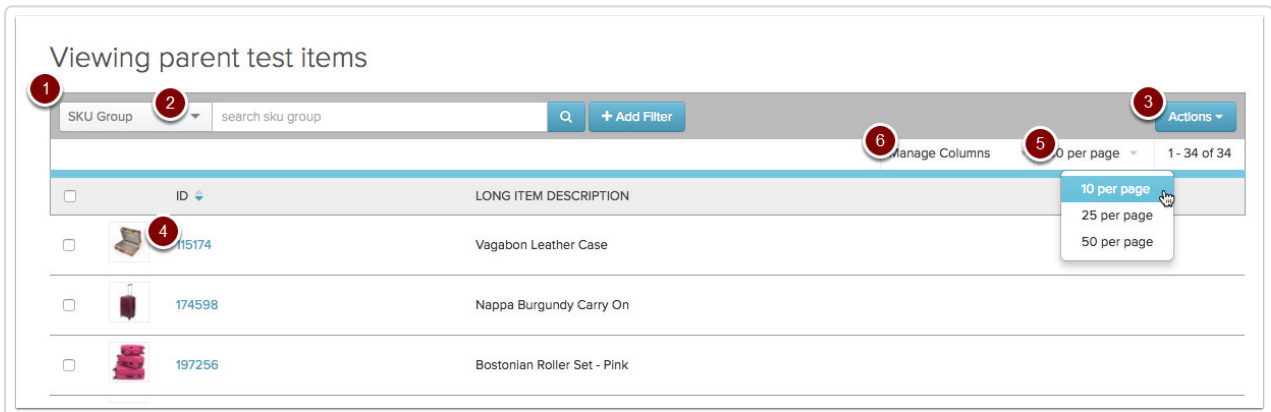 Viewing parent test items
1
2
3
SKU Group search sku group + Add Filter Actions
6
5
Manage Columns 0 per page 1 - 34 of 34
ID LONG ITEM DESCRIPTION
10 per page
25 per page
50 per page
4
115174 Vagabon Leather Case
174598 Nappa Burgundy Carry On
197256 Bostonian Roller Set - Pink